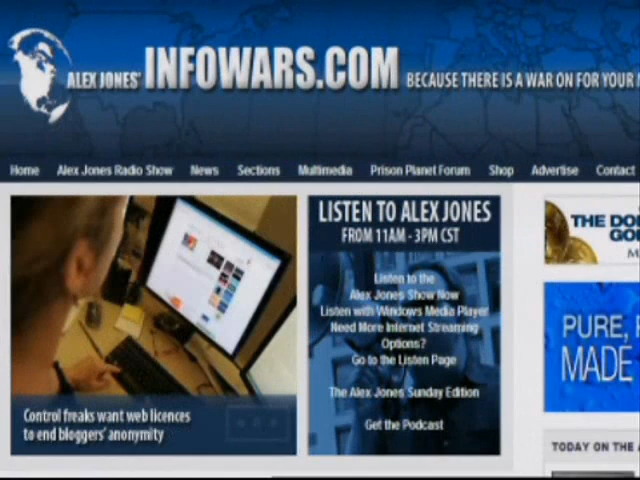 ALEX JONES' INFOWARS.COM BECAUSE THERE IS A WAR ON FOR YOUR
Home Alex Jones Radio Show News Sections Multimedia Prison Planet Forum Shop Advertise Contact
Control freaks want web licences
to end bloggers' anonymity
LISTEN TO ALEX JONES
FROM 11AM - 3PM CST
Listen to the
Alex Jones Show Now
Listen with Windows Media Player
Need More Internet Streaming
Options?
Go to the Listen Page
The Alex Jones Sunday Edition
Get the Podcast
THE DO
GO
PURE,
MADE
TODAY ON THE A